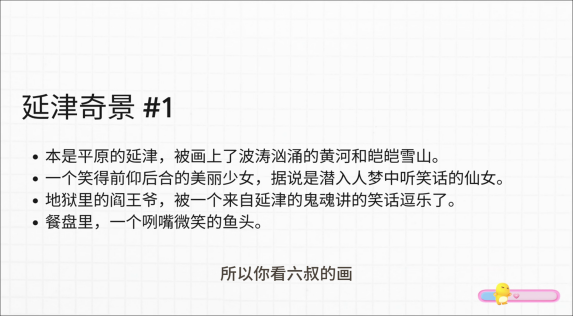 延津奇景 #1
• 本是平原的延津，被画上了波涛汹涌的黄河和皑皑雪山。
• 一个笑得前仰后合的美丽少女，据说是潜入人梦中听笑话的仙女。
• 地狱里的阎王爷，被一个来自延津的鬼魂讲的笑话逗乐了。
• 餐盘里，一个咧嘴微笑的鱼头。
所以你看六叔的画